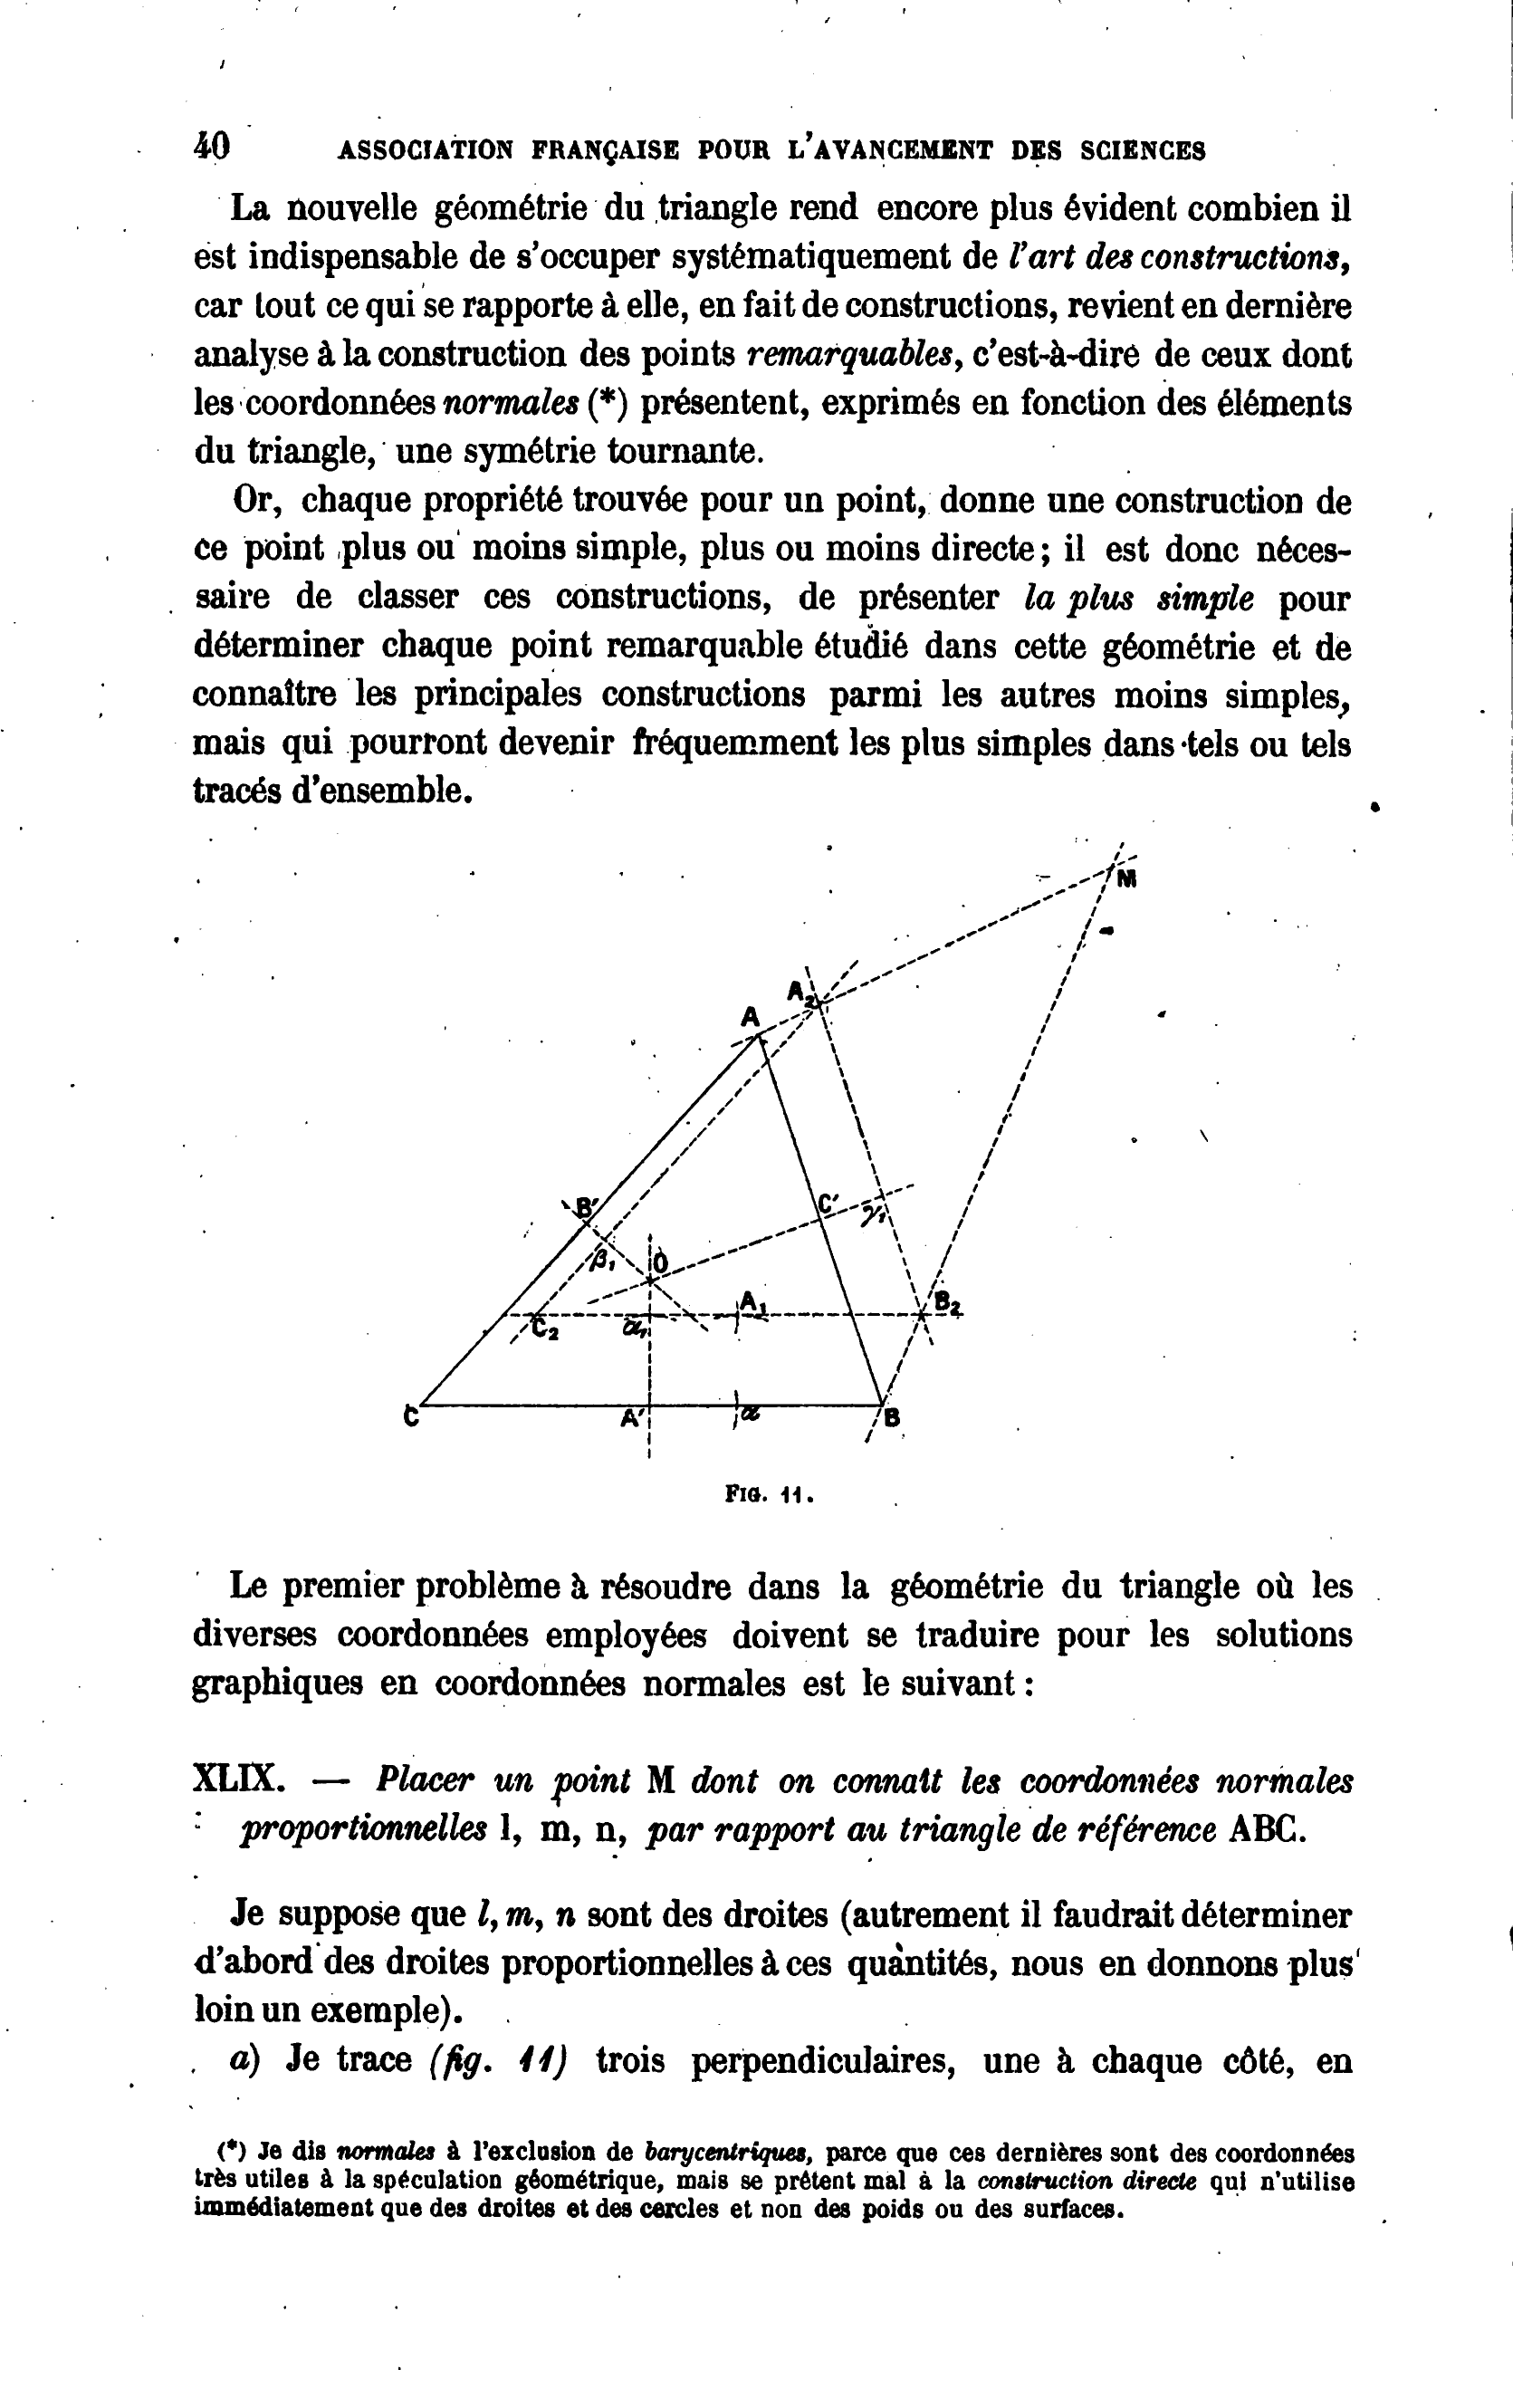 40 ASSOCIATION FRANÇAISE POUR L'AVANCEMENT DES SCIENCES
La nouvelle géométrie du triangle rend encore plus évident combien il
est indispensable de s'occuper systématiquement de l'art des constructions,
car tout ce qui se rapporte à elle, en fait de constructions, revient en dernière
analyse à la construction des points remarquables, c'est-à-dire de ceux dont
les coordonnées normales (*) présentent, exprimés en fonction des éléments
du triangle, une symétrie tournante.
Or, chaque propriété trouvée pour un point, donne une construction de
ce point plus ou moins simple, plus ou moins directe; il est donc néces-
saire de classer ces constructions, de présenter la plus simple pour
déterminer chaque point remarquable étudié dans cette géométrie et de
connaître les principales constructions parmi les autres moins simples,
mais qui pourront devenir fréquemment les plus simples dans tels ou tels
tracés d'ensemble.
M
A₂
A
B′
C′
γ₁
β₁
O
A₁
B₂
C₂
α₁
C
A′
α
B
FIG. 11.
Le premier problème à résoudre dans la géométrie du triangle où les
diverses coordonnées employées doivent se traduire pour les solutions
graphiques en coordonnées normales est le suivant :
XLIX. — Placer un point M dont on connaît les coordonnées normales
proportionnelles l, m, n, par rapport au triangle de référence ABC.
Je suppose que l, m, n sont des droites (autrement il faudrait déterminer
d'abord des droites proportionnelles à ces quantités, nous en donnons plus
loin un exemple).
a) Je trace (fig. 11) trois perpendiculaires, une à chaque côté, en
(*) Je dis normales à l'exclusion de barycentriques, parce que ces dernières sont des coordonnées
très utiles à la spéculation géométrique, mais se prêtent mal à la construction directe qui n'utilise
immédiatement que des droites et des cercles et non des poids ou des surfaces.